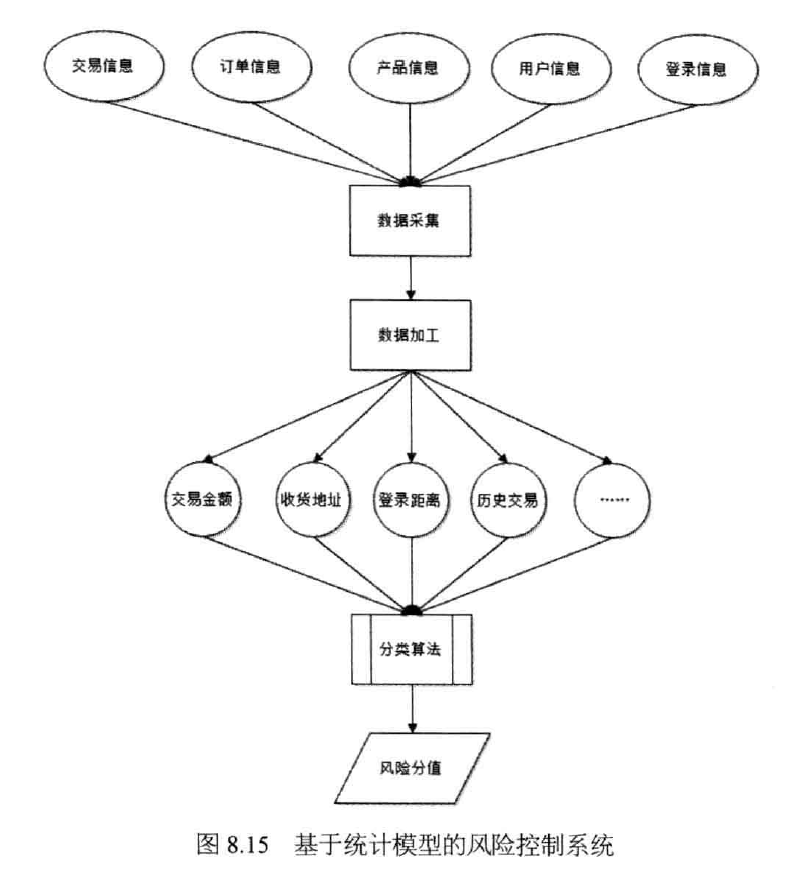 交易信息
订单信息
产品信息
用户信息
登录信息
数据采集
数据加工
交易金额
收货地址
登录距离
历史交易
……
分类算法
风险分值
图 8.15 基于统计模型的风险控制系统